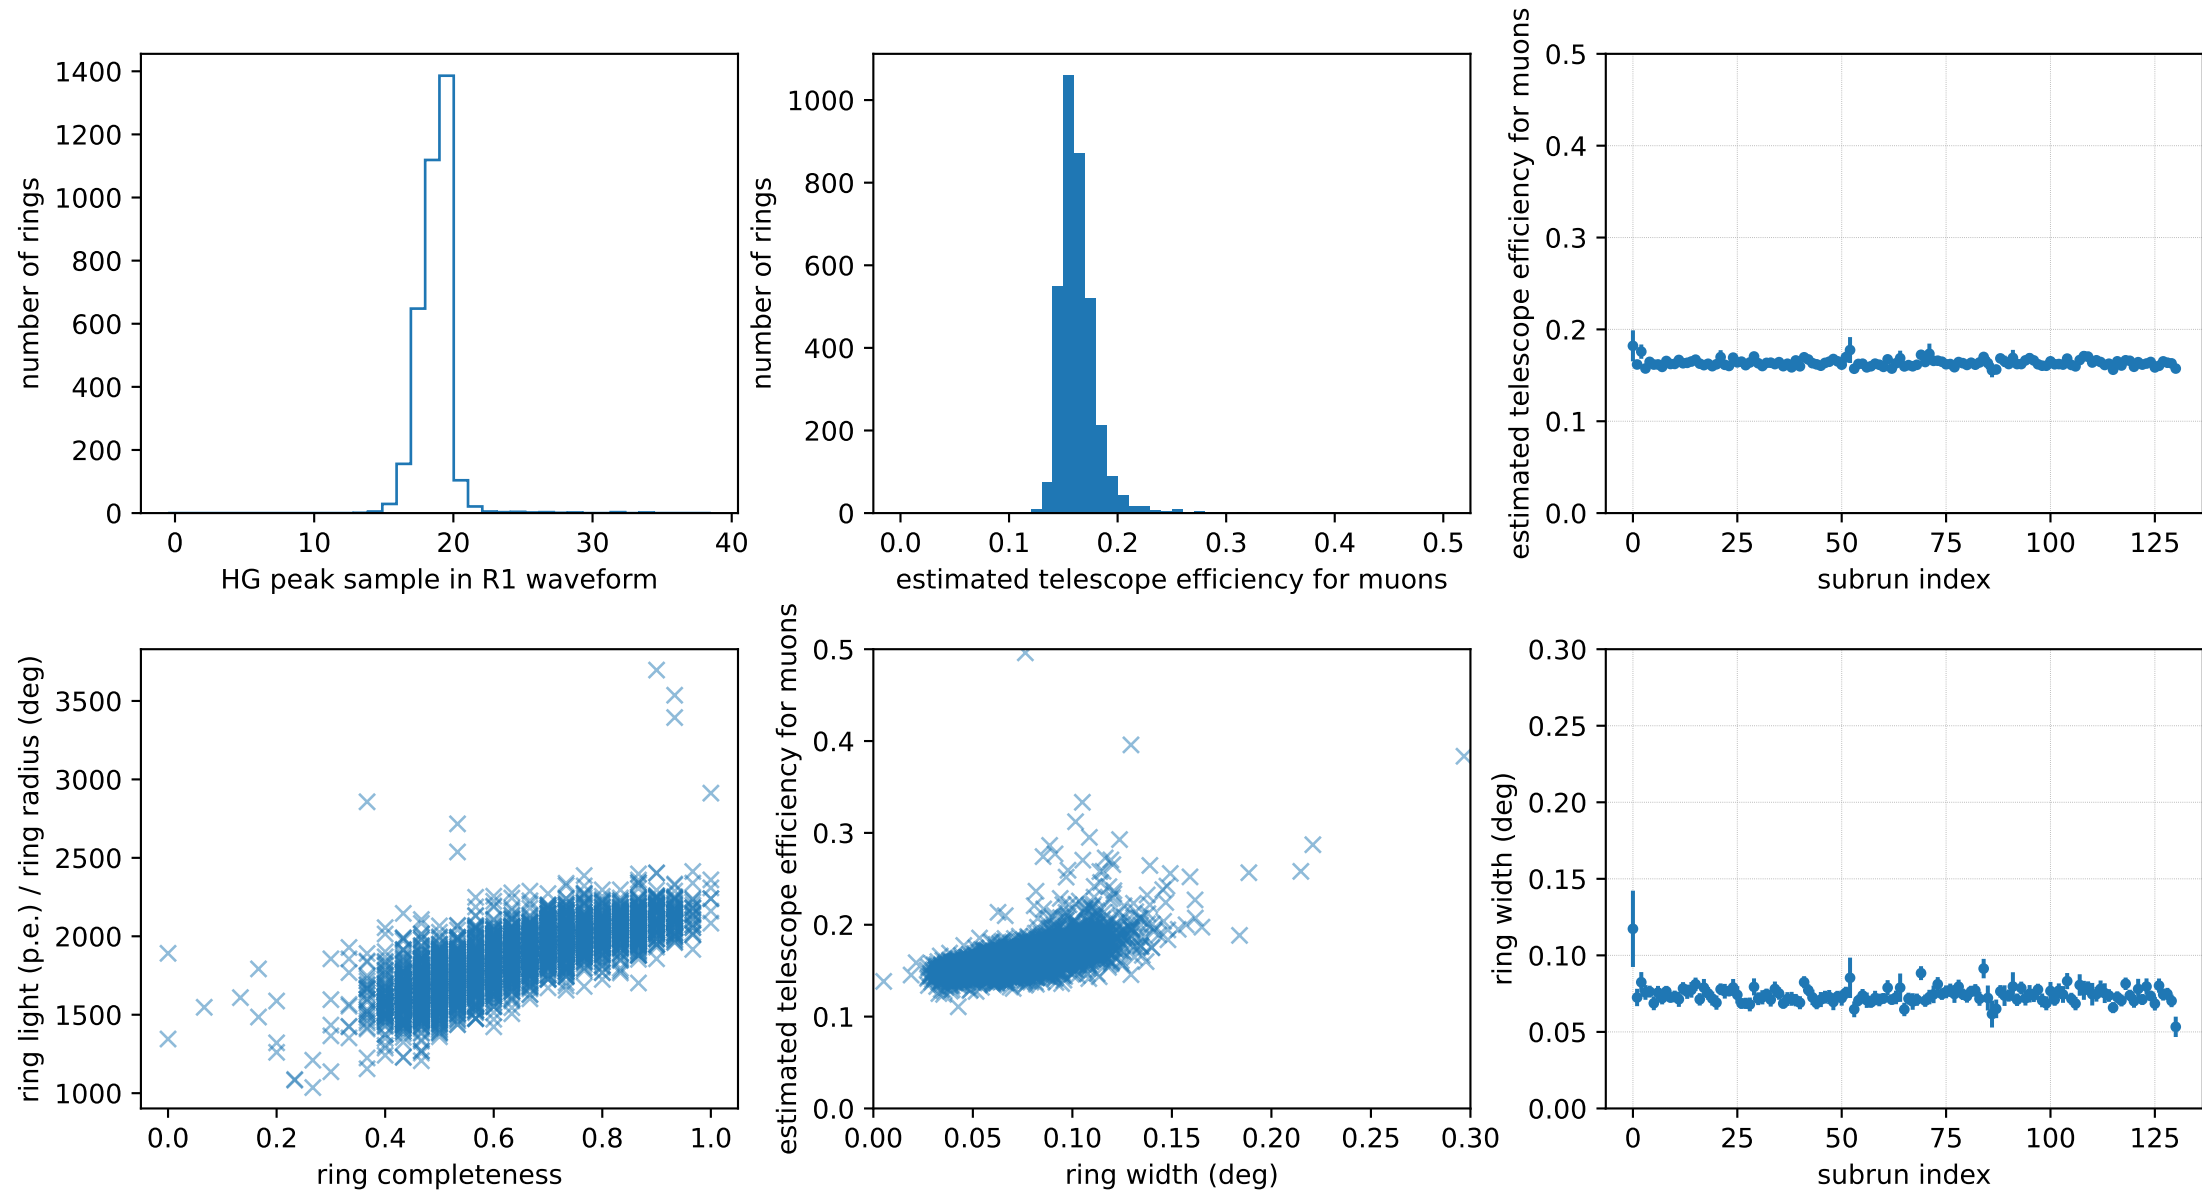 number of rings
1400
1200
1000
800
600
400
200
0
0 10 20 30 40
HG peak sample in R1 waveform
number of rings
1000
800
600
400
200
0
0.0 0.1 0.2 0.3 0.4 0.5
estimated telescope efficiency for muons
estimated telescope efficiency for muons
0.5
0.4
0.3
0.2
0.1
0.0
0 25 50 75 100 125
subrun index
ring light (p.e.) / ring radius (deg)
3500
3000
2500
2000
1500
1000
0.0 0.2 0.4 0.6 0.8 1.0
ring completeness
estimated telescope efficiency for muons
0.5
0.4
0.3
0.2
0.1
0.0
0.00 0.05 0.10 0.15 0.20 0.25 0.30
ring width (deg)
ring width (deg)
0.30
0.25
0.20
0.15
0.10
0.05
0.00
0 25 50 75 100 125
subrun index